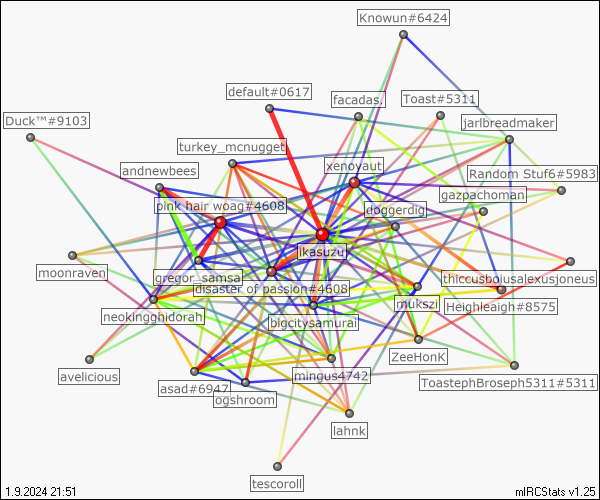 Knowun#6424
default#0617
facadas.
Toast#5311
Duck™#9103
jarlbreadmaker
turkey_mcnugget
andnewbees
xenovaut
Random Stuf6#5983
gazpachoman
pink hair woag#4608
doggerdig
likasuzu
moonraven
gregor_samsa
thiccusboiusalexusjoneus
disaster of passion#4608
mukszi
Heighleaigh#8575
neokingghidorah
bigcitysamurai
ZeeHonK
avelicious
mingus4742
ToastephBroseph5311#5311
asad#6947
ogshroom
lahnk
tescoroll
1.9.2024 21:51
mIRCStats v1.25